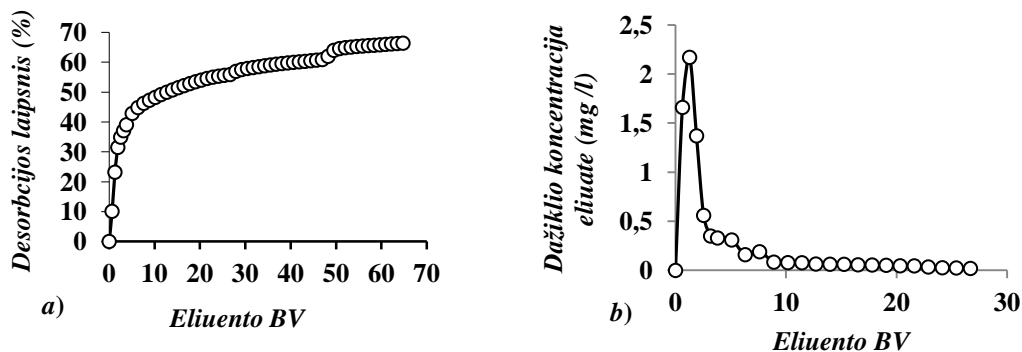 Desorbcijos laipsnis (%)
70
60
50
40
30
20
10
0
0 10 20 30 40 50 60 70
a)
Eliuento BV
Dažiklio koncentracija
eliuate (mg /l)
2,5
2
1,5
1
0,5
0
0 10 20 30
b)
Eliuento BV